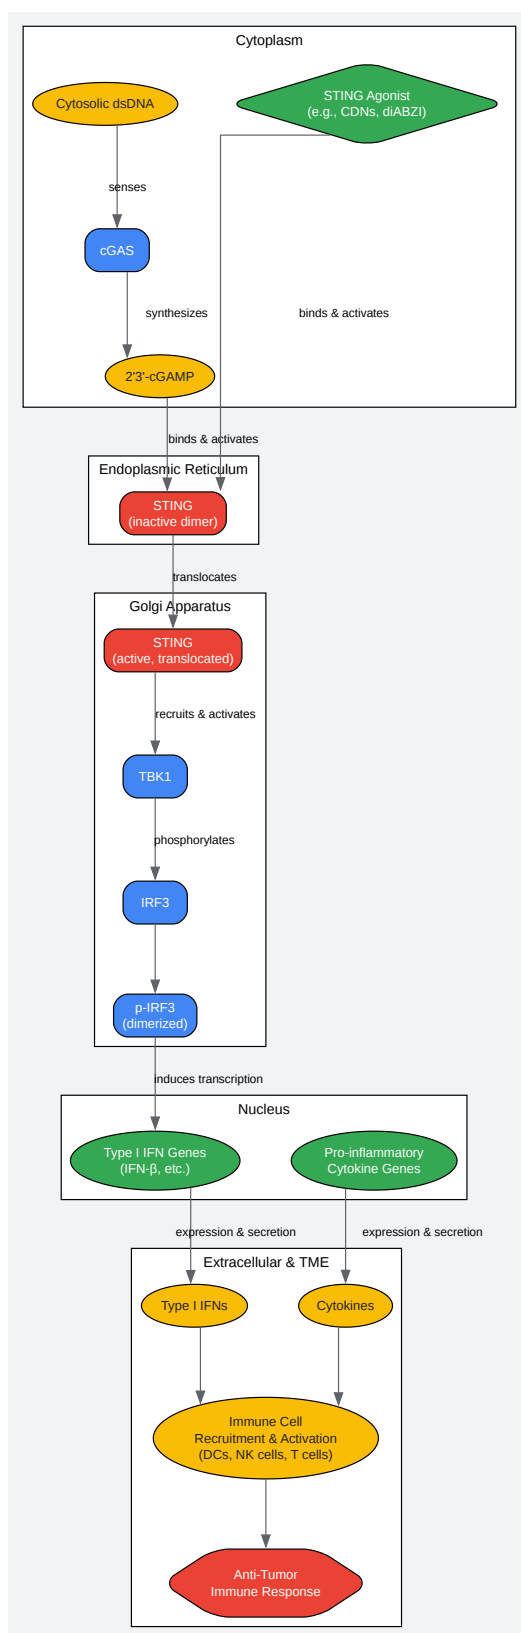 Cytoplasm
Cytosolic dsDNA
STING Agonist
(e.g., CDNs, diABZI)
senses
cGAS
synthesizes
binds & activates
2'3'-cGAMP
binds & activates
Endoplasmic Reticulum
STING
(inactive dimer)
translocates
Golgi Apparatus
STING
(active, translocated)
recruits & activates
TBK1
phosphorylates
IRF3
p-IRF3
(dimerized)
induces transcription
Nucleus
Type I IFN Genes
(IFN-β, etc.)
Pro-inflammatory
Cytokine Genes
expression & secretion
expression & secretion
Extracellular & TME
Type I IFNs
Cytokines
Immune Cell
Recruitment & Activation
(DCs, NK cells, T cells)
Anti-Tumor
Immune Response